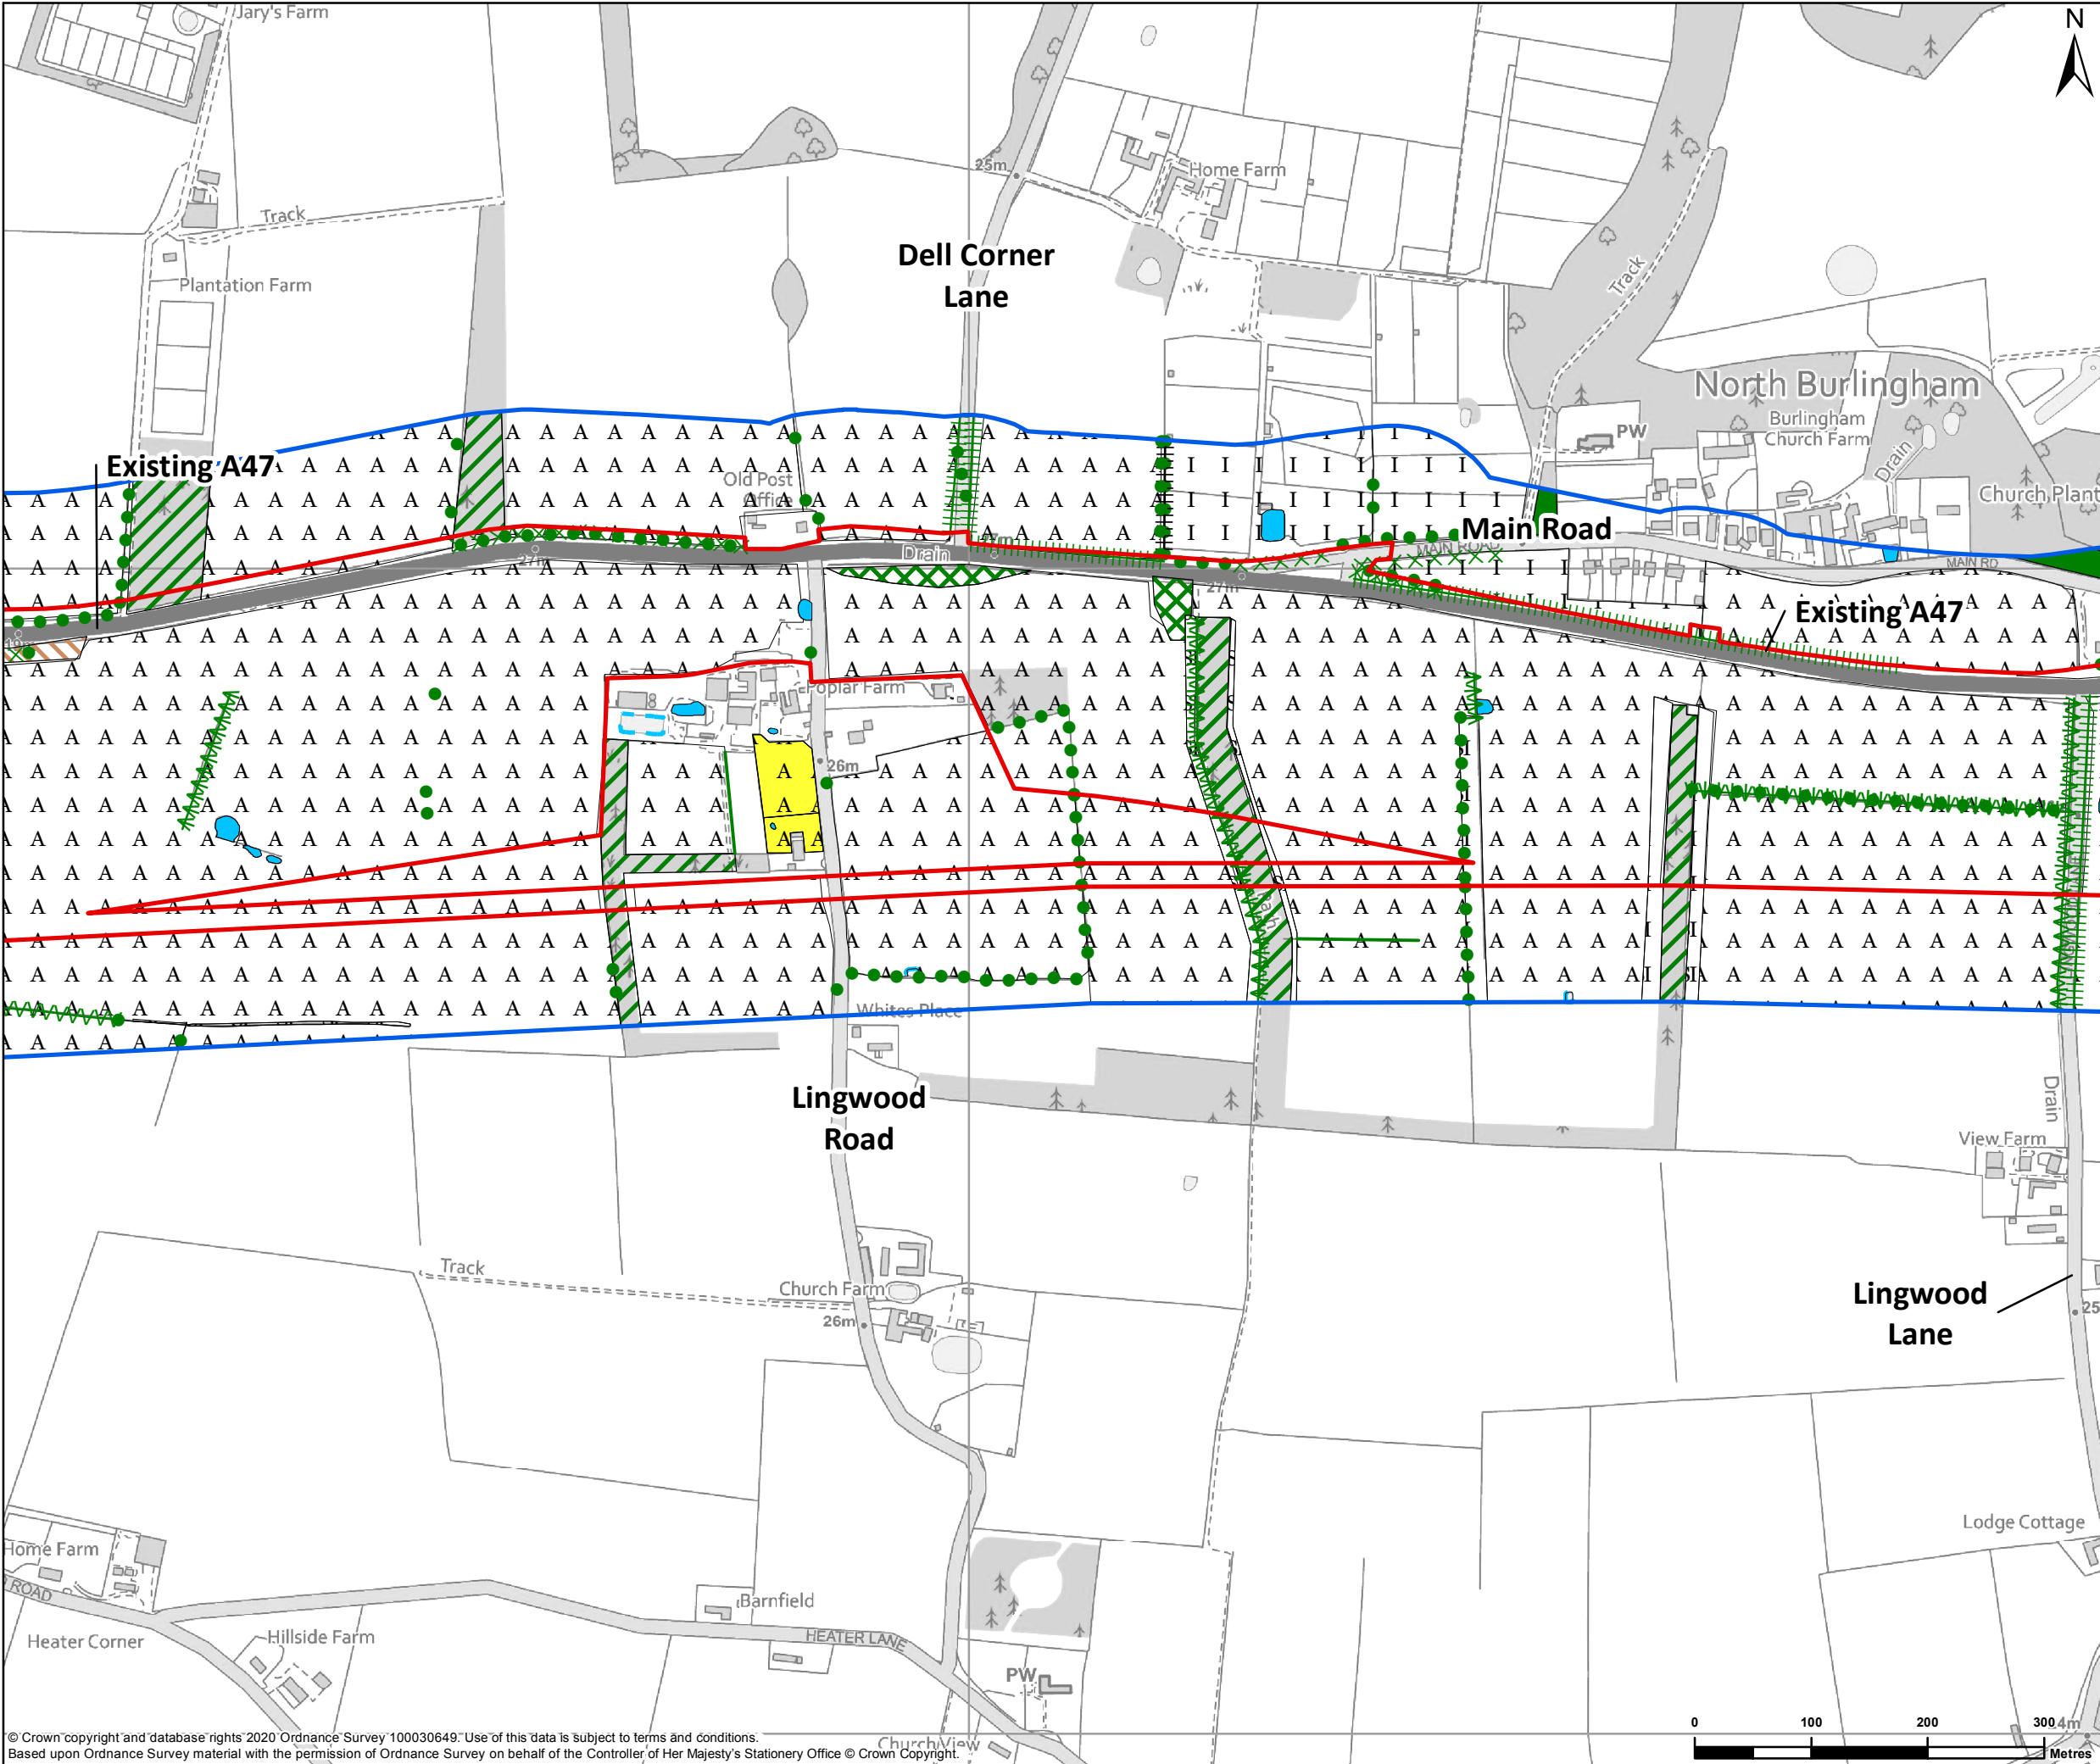 Jary's Farm
N
25m
Home Farm
Track
Dell Corner
Lane
Plantation Farm
Track
North Burlingham
Burlingham
Church Farm
PW
Drain
Existing A47
Old Post
Office
Church Plant
Main Road
MAIN ROAD
27m
Drain
27m
MAIN RD
27m
Existing A47
Poplar Farm
26m
Path
Whites Place
Lingwood
Road
Drain
View Farm
Track
Church Farm
26m
Lingwood
Lane
25
Lodge Cottage
Home Farm
ROAD
Barnfield
Heater Corner
Hillside Farm
HEATER LANE
PW
0 100 200 300
4m
Metres
Church View
© Crown copyright and database rights 2020 Ordnance Survey 100030649. Use of this data is subject to terms and conditions.
Based upon Ordnance Survey material with the permission of Ordnance Survey on behalf of the Controller of Her Majesty's Stationery Office © Crown Copyright.